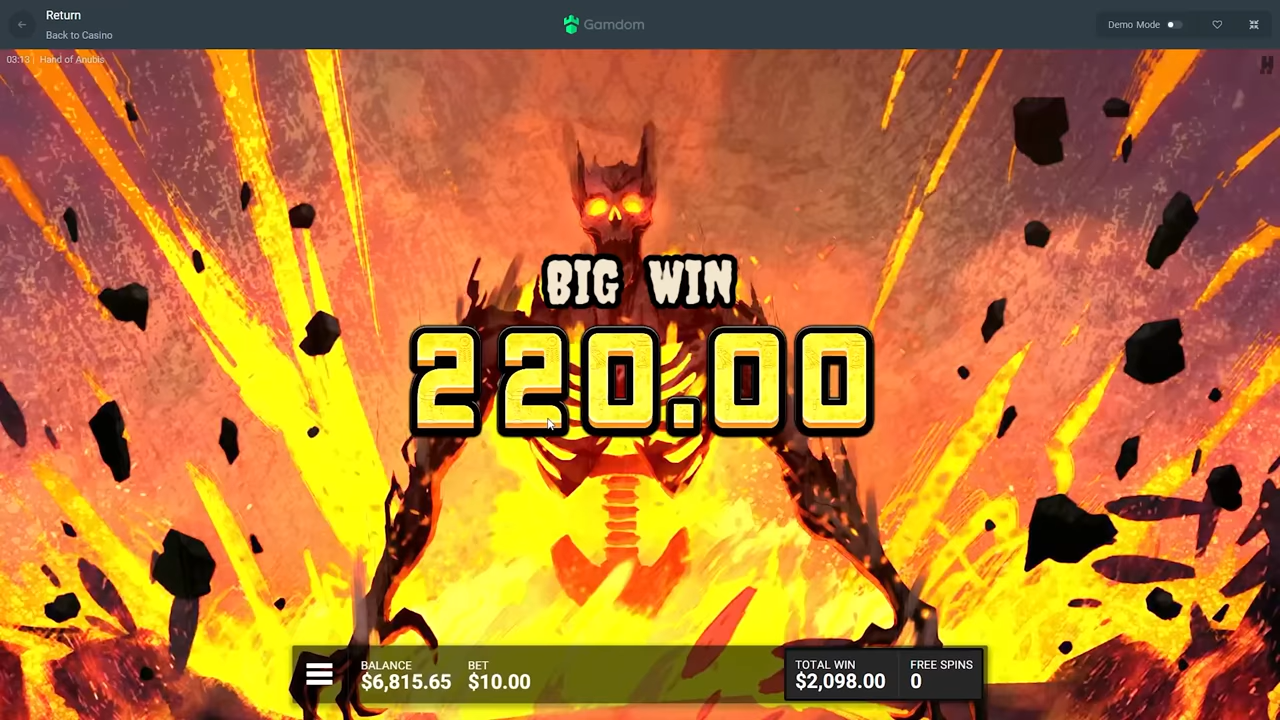 Return
Back to Casino
Gamdom
Demo Mode
03:13 | Hand of Anubis
BIG WIN
220.00
BALANCE
$6,815.65
BET
$10.00
TOTAL WIN
$2,098.00
FREE SPINS
0